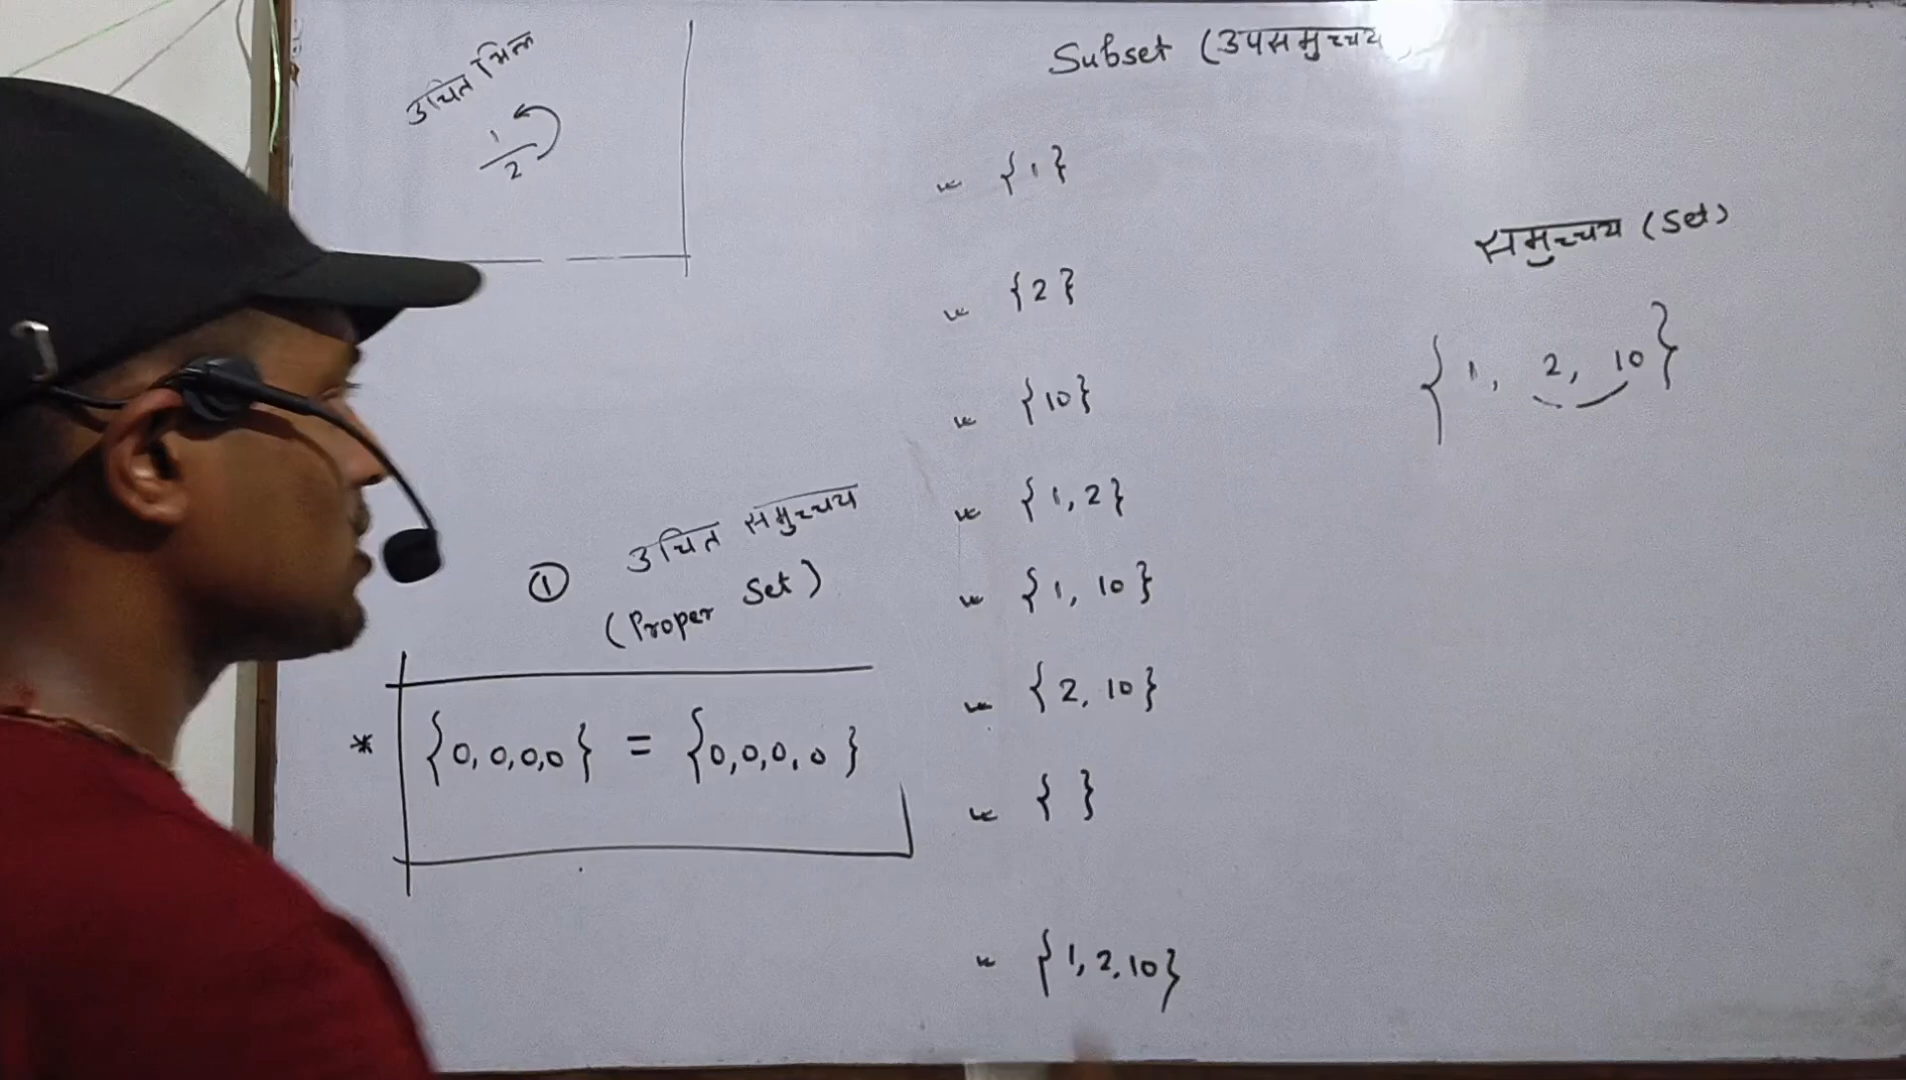 उचित भिन्न
1/2
① उचित समुच्चय
(Proper Set)
* {0,0,0,0} = {0,0,0,0}
Subset (उपसमुच्चय
{1}
{2}
{10}
{1,2}
{1, 10}
{2, 10}
{ }
{1,2,10}
समुच्चय (Set)
{1, 2, 10}